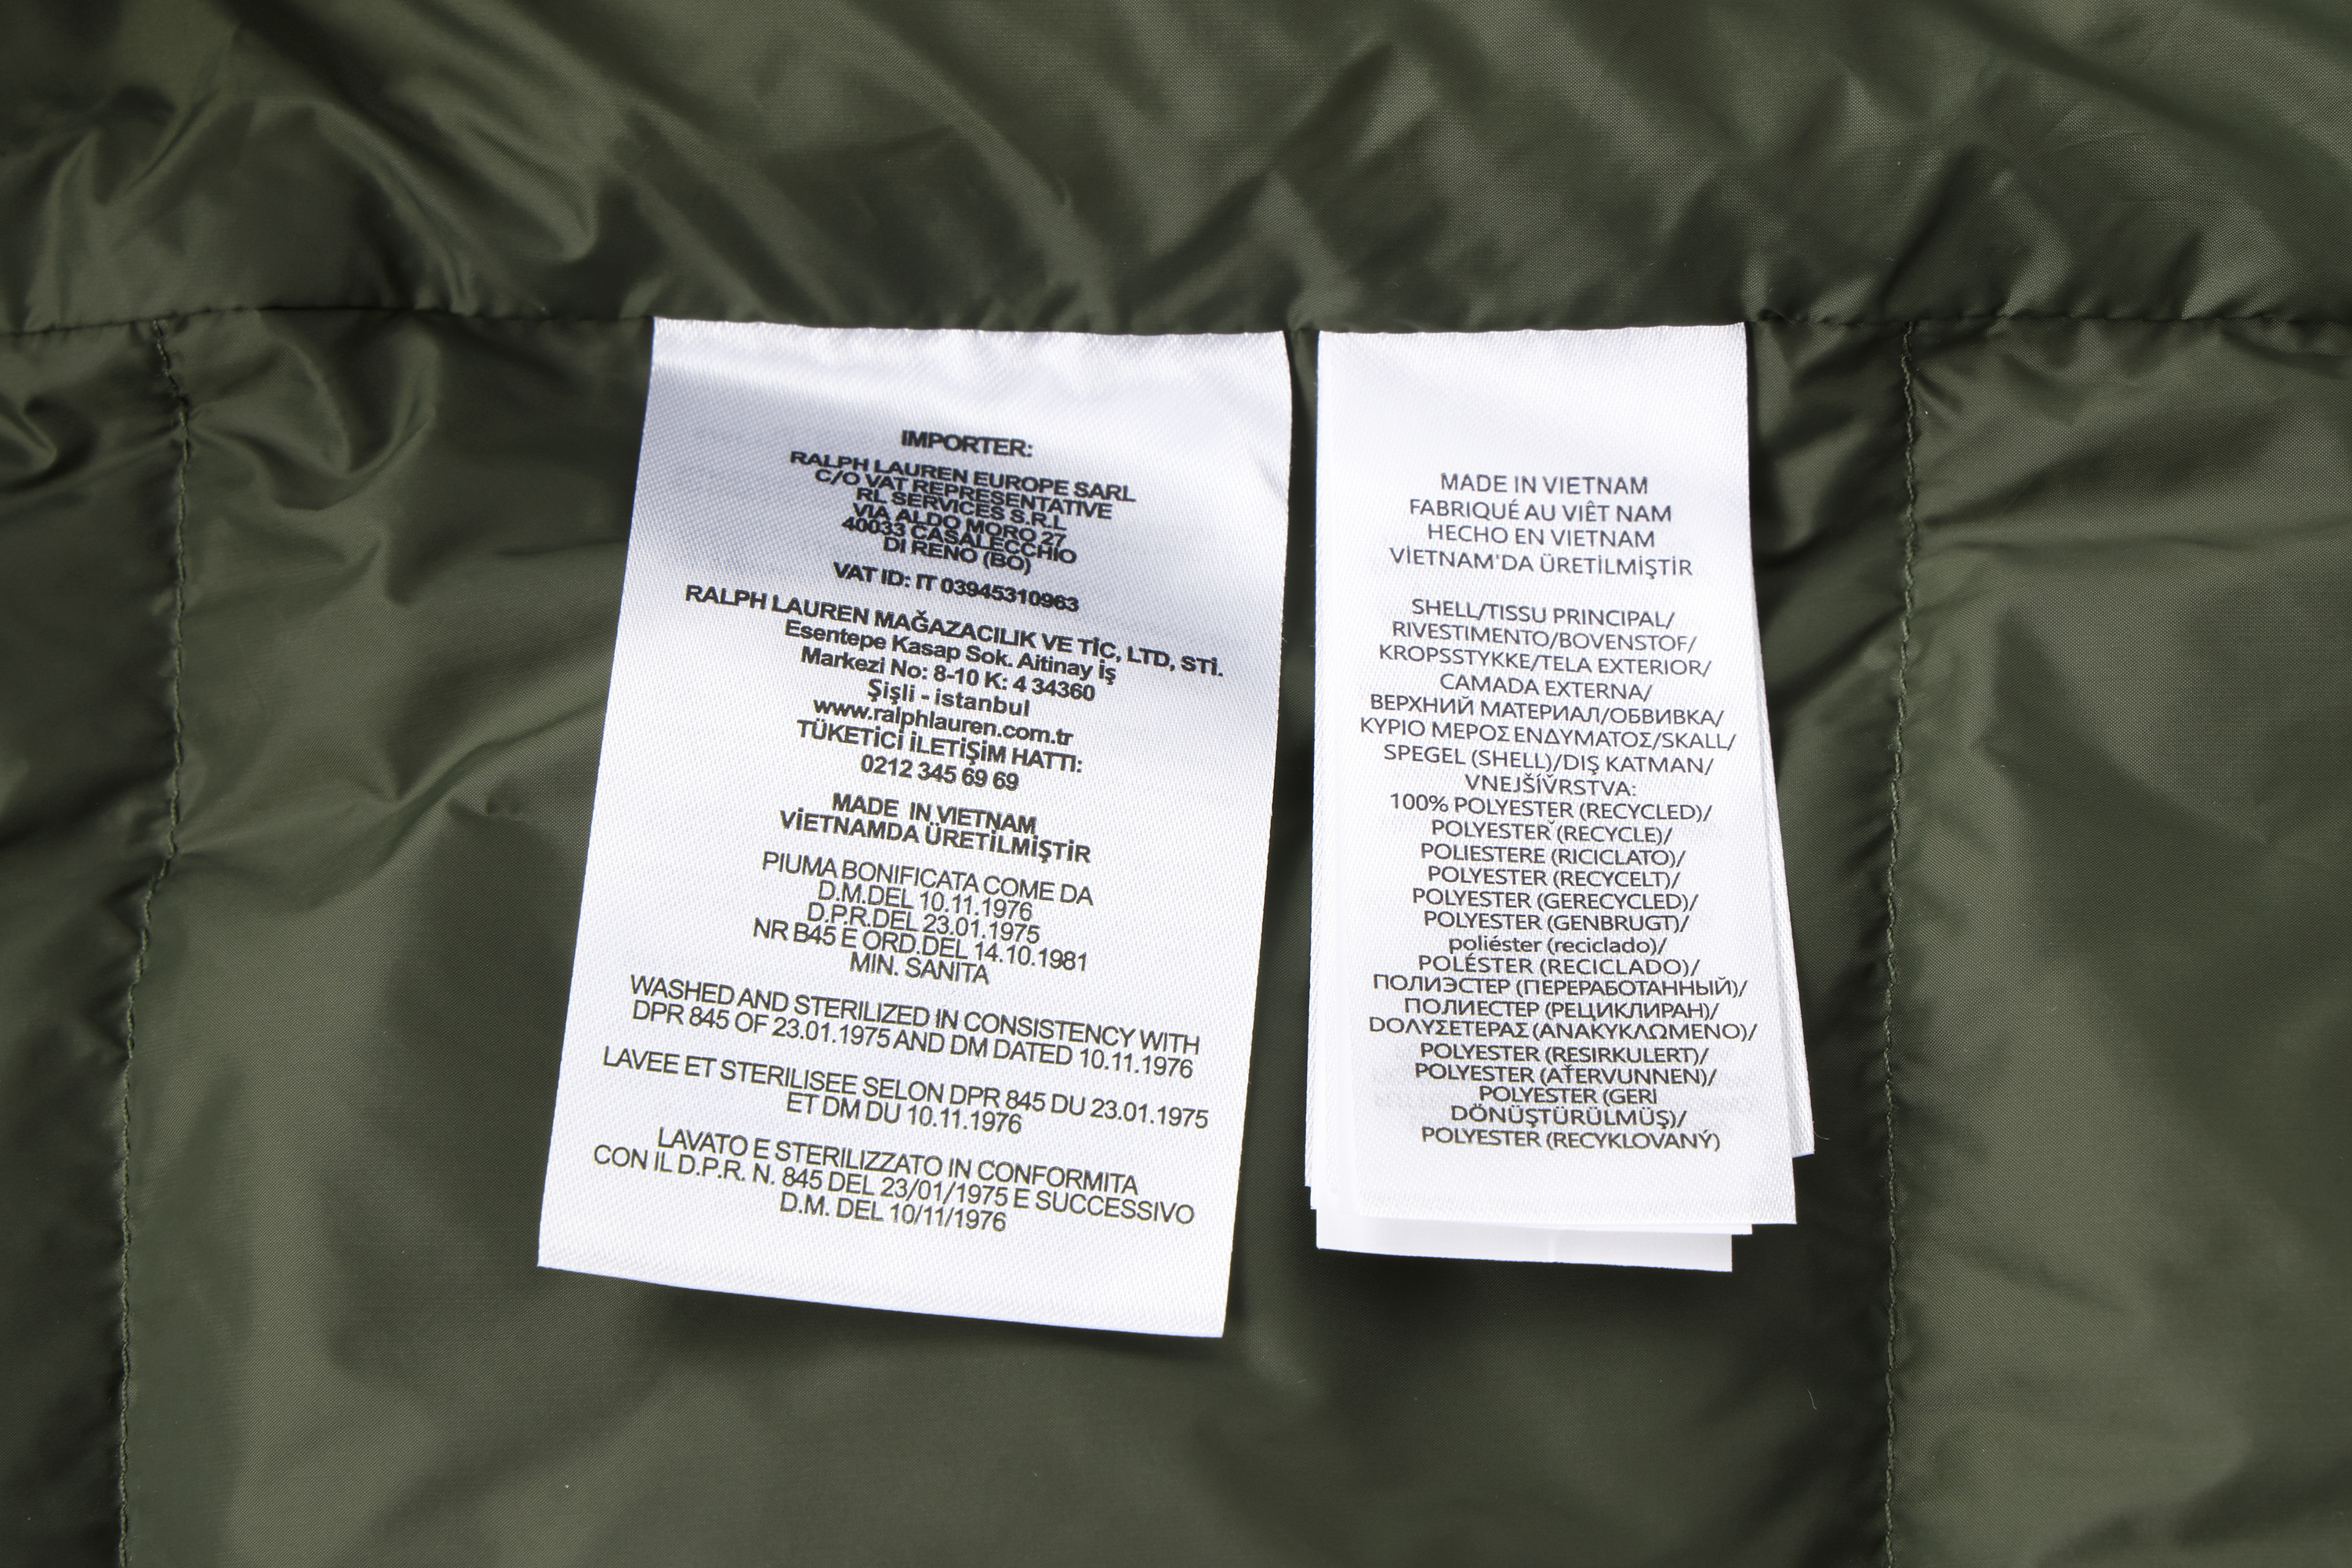 IMPORTER:
RALPH LAUREN EUROPE SARL
C/O VAT REPRESENTATIVE
RL SERVICES S.R.L
VIA ALDO MORO 27
40033 CASALECCHIO
DI RENO (BO)
VAT ID: IT 03945310963
RALPH LAUREN MAĞAZACILIK VE TİC, LTD, STİ.
Esentepe Kasap Sok. Aitinay İş
Markezi No: 8-10 K: 4 34360
Şişli - istanbul
www.ralphlauren.com.tr
TÜKETİCİ İLETİŞİM HATTI:
0212 345 69 69
MADE IN VIETNAM
VİETNAMDA ÜRETİLMİŞTİR
PIUMA BONIFICATA COME DA
D.M.DEL 10.11.1976
D.P.R.DEL 23.01.1975
NR B45 E ORD.DEL 14.10.1981
MIN. SANITA
WASHED AND STERILIZED IN CONSISTENCY WITH
DPR 845 OF 23.01.1975 AND DM DATED 10.11.1976
LAVEE ET STERILISEE SELON DPR 845 DU 23.01.1975
ET DM DU 10.11.1976
LAVATO E STERILIZZATO IN CONFORMITA
CON IL D.P.R. N. 845 DEL 23/01/1975 E SUCCESSIVO
D.M. DEL 10/11/1976
MADE IN VIETNAM
FABRIQUÉ AU VIÊT NAM
HECHO EN VIETNAM
VİETNAM'DA ÜRETİLMİŞTİR
SHELL/TISSU PRINCIPAL/
RIVESTIMENTO/BOVENSTOF/
KROPSSTYKKE/TELA EXTERIOR/
CAMADA EXTERNA/
ВЕРХНИЙ МАТЕРИАЛ/ОБВИВКА/
ΚΥΡΙΟ ΜΕΡΟΣ ΕΝΔΥΜΑΤΟΣ/SKALL/
SPEGEL (SHELL)/DIŞ KATMAN/
VNEJŠÍV̌RSTVA:
100% POLYESTER (RECYCLED)/
POLYESTER (RECYCLE)/
POLIESTERE (RICICLATO)/
POLYESTER (RECYCELT)/
POLYESTER (GERECYCLED)/
POLYESTER (GENBRUGT)/
poliéster (reciclado)/
POLÉSTER (RECICLADO)/
ПОЛИЭСТЕР (ПЕРЕРАБОТАННЫЙ)/
ПОЛИЕСТЕР (РЕЦИКЛИРАН)/
DΟΛΥΣΕΤΕΡΑΣ (ΑΝΑΚΥΚΛΩΜΕΝΟ)/
POLYESTER (RESIRKULERT)/
POLYESTER (ATERVUNNEN)/
POLYESTER (GERI
DÖNÜŞTÜRÜLMÜŞ)/
POLYESTER (RECYKLOVANÝ)